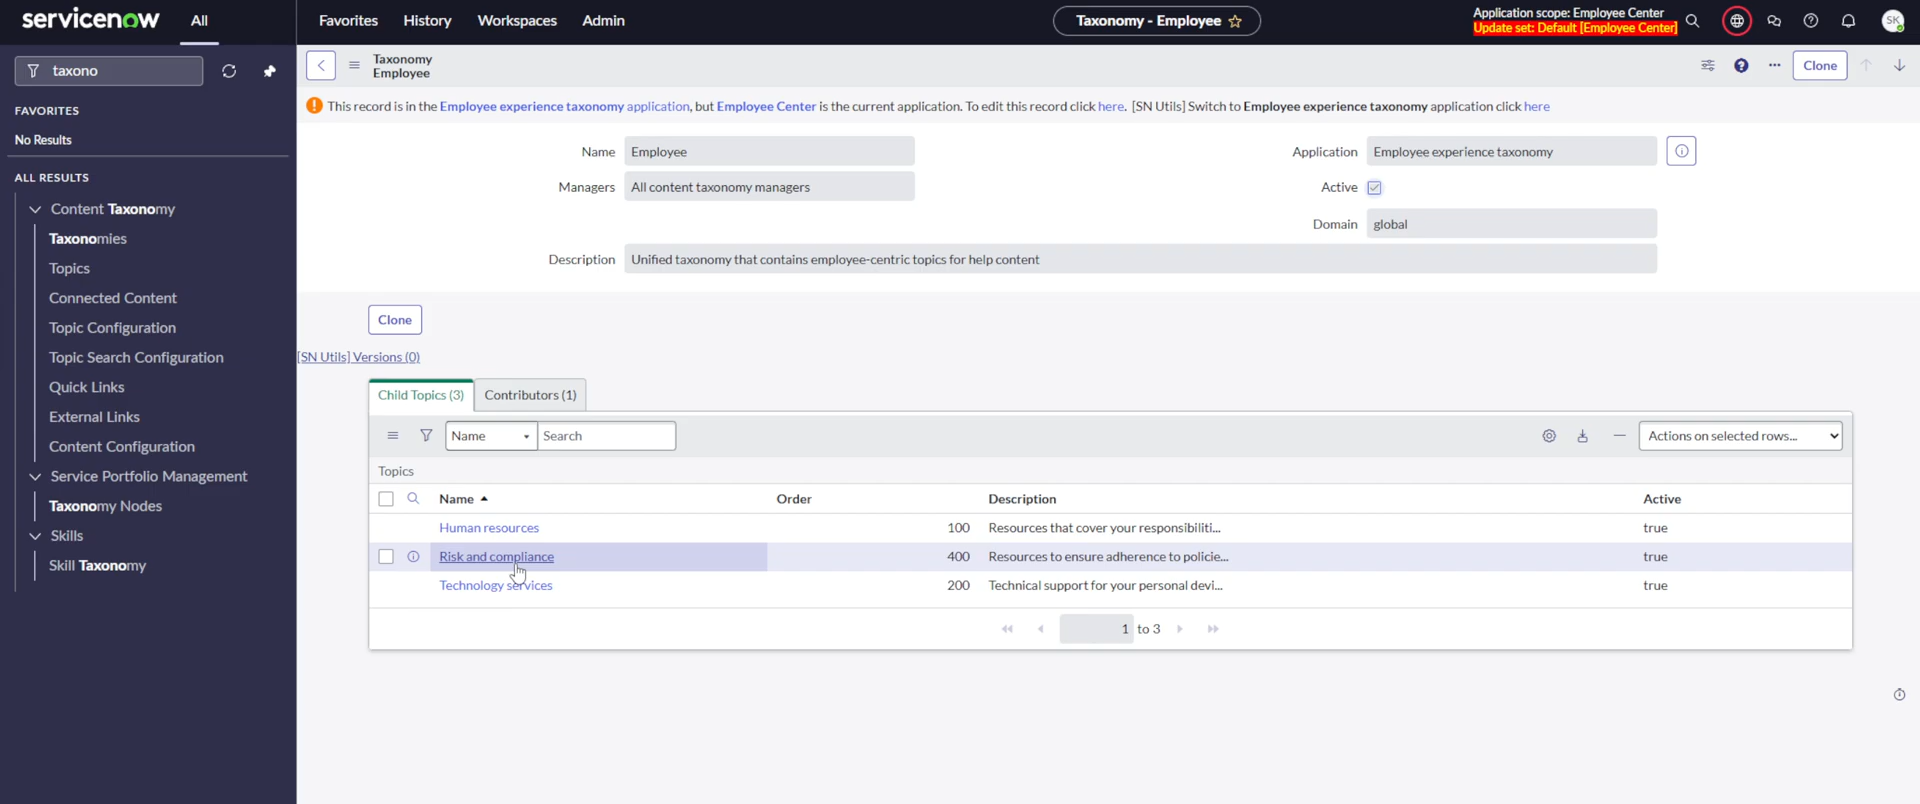 servicenow
All
Favorites
History
Workspaces
Admin
Taxonomy - Employee
Application scope: Employee Center
Update set: Default [Employee Center]
SK
taxono
FAVORITES
No Results
ALL RESULTS
Content Taxonomy
Taxonomies
Topics
Connected Content
Topic Configuration
Topic Search Configuration
Quick Links
External Links
Content Configuration
Service Portfolio Management
Taxonomy Nodes
Skills
Skill Taxonomy
Taxonomy
Employee
Clone
This record is in the Employee experience taxonomy application, but Employee Center is the current application. To edit this record click here. [SN Utils] Switch to Employee experience taxonomy application click here
Name Employee
Application Employee experience taxonomy
Managers All content taxonomy managers
Active
Domain global
Description Unified taxonomy that contains employee-centric topics for help content
Clone
[SN Utils] Versions (0)
Child Topics (3) Contributors (1)
Name Search Actions on selected rows...
Topics
Name Order Description Active
Human resources 100 Resources that cover your responsibiliti... true
Risk and compliance 400 Resources to ensure adherence to policie... true
Technology services 200 Technical support for your personal devi... true
1 to 3